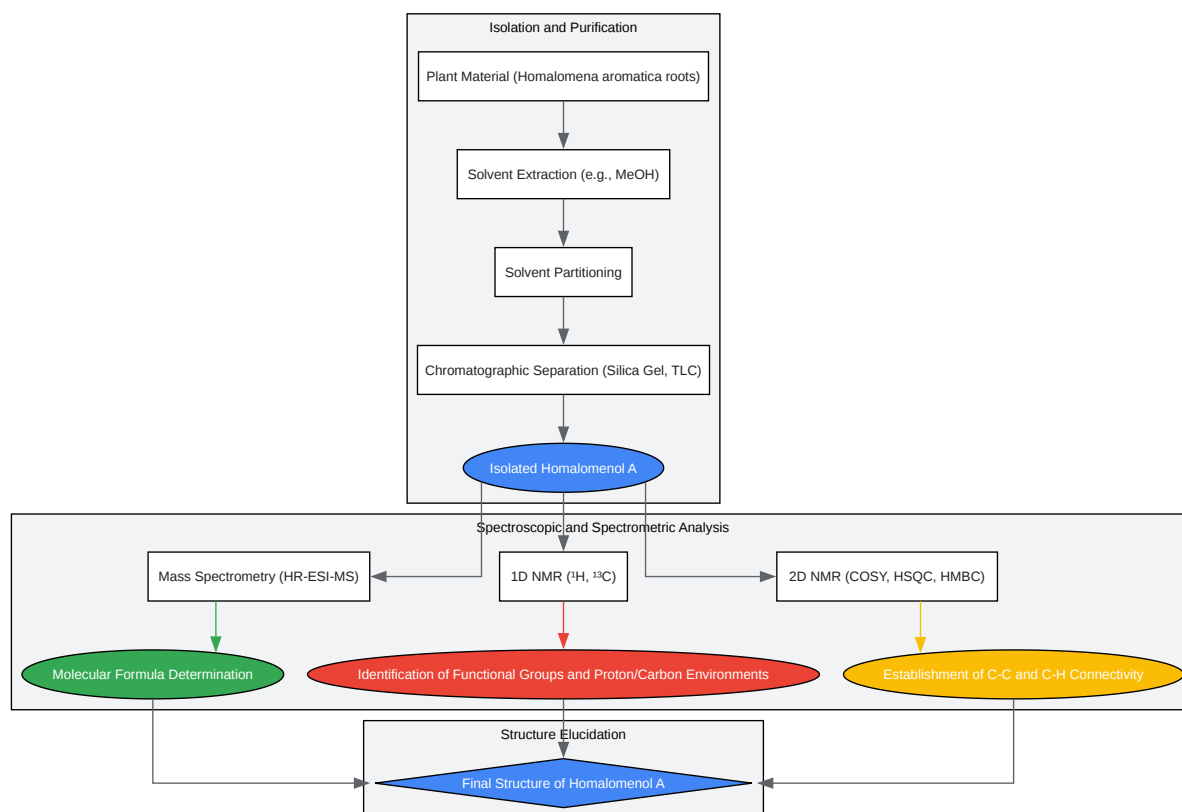 Isolation and Purification
Plant Material (Homalomena aromatica roots)
Solvent Extraction (e.g., MeOH)
Solvent Partitioning
Chromatographic Separation (Silica Gel, TLC)
Isolated Homalomenol A
Spectroscopic and Spectrometric Analysis
Mass Spectrometry (HR-ESI-MS)
1D NMR (¹H, ¹³C)
2D NMR (COSY, HSQC, HMBC)
Molecular Formula Determination
Identification of Functional Groups and Proton/Carbon Environments
Establishment of C-C and C-H Connectivity
Structure Elucidation
Final Structure of Homalomenol A